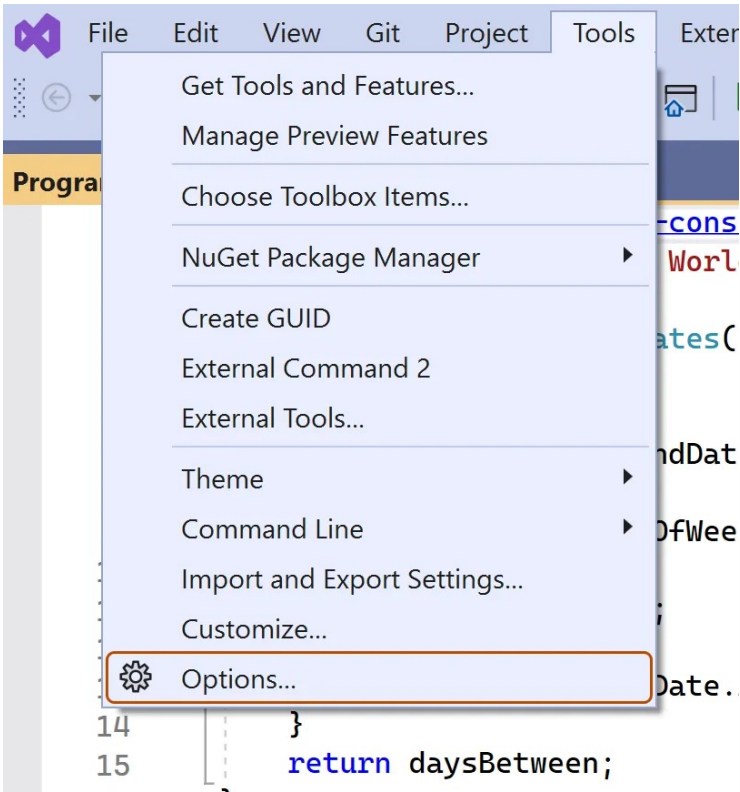 File Edit View Git Project Tools
Get Tools and Features...
Manage Preview Features
Choose Toolbox Items...
NuGet Package Manager
Create GUID
External Command 2
External Tools...
Theme
Command Line
Import and Export Settings...
Customize...
Options...
14 }
15 return daysBetween;